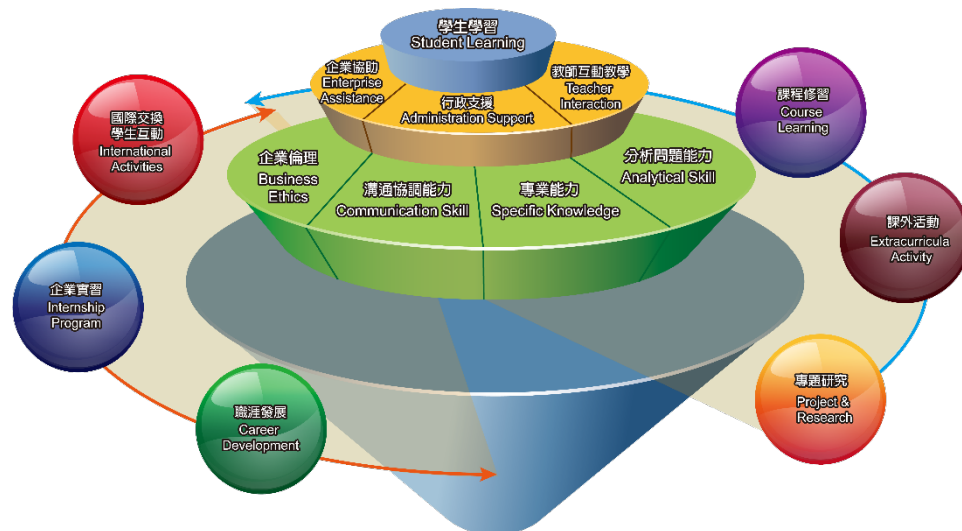 學生學習
Student Learning
企業協助
Enterprise
Assistance
行政支援
Administration Support
教師互動教學
Teacher
Interaction
企業倫理
Business
Ethics
溝通協調能力
Communication Skill
專業能力
Specific Knowledge
分析問題能力
Analytical Skill
國際交換
學生互動
International
Activities
企業實習
Internship
Program
職涯發展
Career
Development
課程修習
Course
Learning
課外活動
Extracurricula
Activity
專題研究
Project &
Research